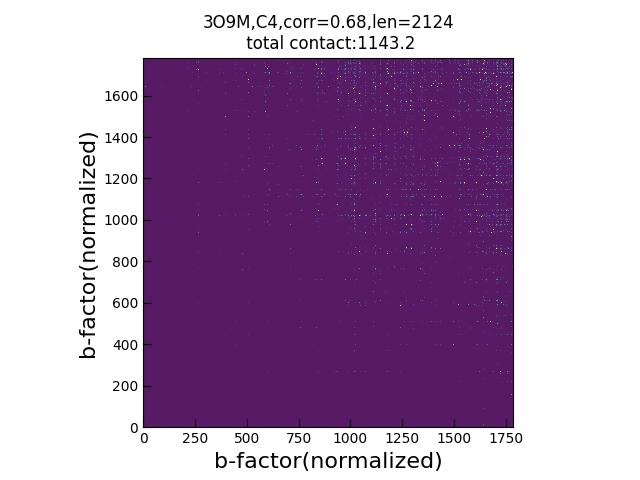 3O9M,C4,corr=0.68,len=2124
total contact:1143.2
b-factor(normalized)
1600
1400
1200
1000
800
600
400
200
0
0 250 500 750 1000 1250 1500 1750
b-factor(normalized)